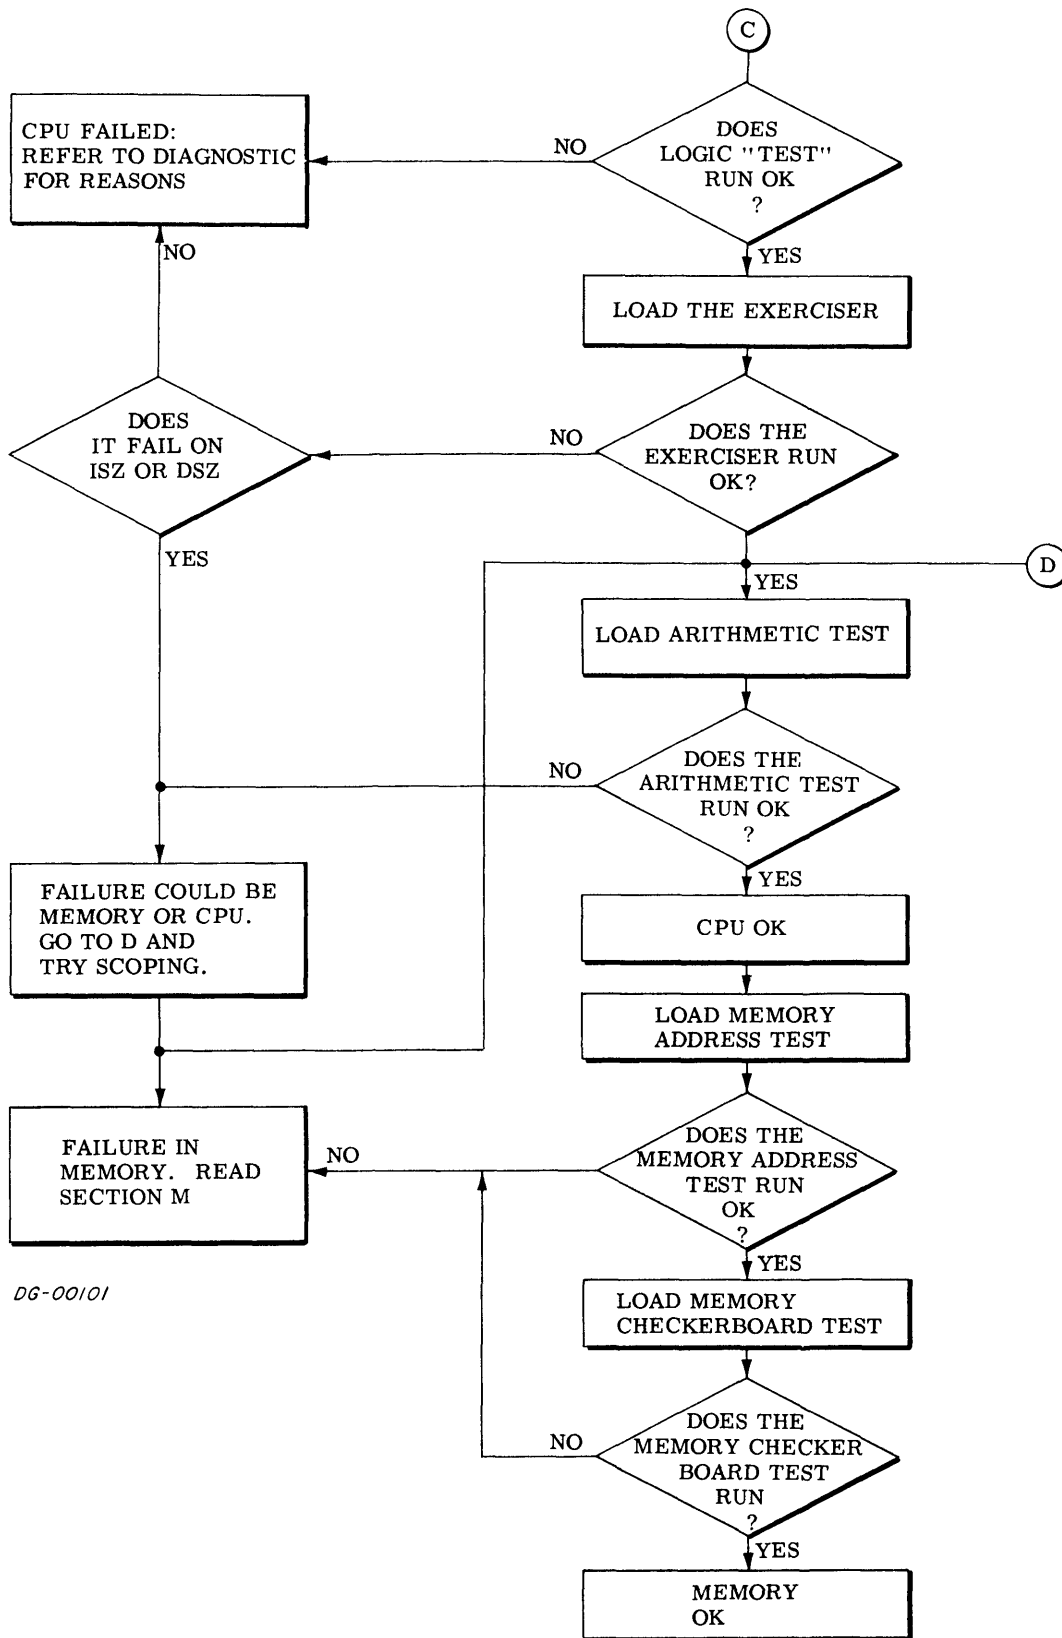 C
DOES
LOGIC "TEST"
RUN OK
?
NO
CPU FAILED:
REFER TO DIAGNOSTIC
FOR REASONS
NO
YES
LOAD THE EXERCISER
DOES THE
EXERCISER RUN
OK?
NO
DOES
IT FAIL ON
ISZ OR DSZ
YES
D
YES
LOAD ARITHMETIC TEST
DOES THE
ARITHMETIC TEST
RUN OK
?
NO
YES
FAILURE COULD BE
MEMORY OR CPU.
GO TO D AND
TRY SCOPING.
CPU OK
LOAD MEMORY
ADDRESS TEST
DOES THE
MEMORY ADDRESS
TEST RUN
OK
?
NO
FAILURE IN
MEMORY. READ
SECTION M
YES
DG-00101
LOAD MEMORY
CHECKERBOARD TEST
DOES THE
MEMORY CHECKER
BOARD TEST
RUN
?
NO
YES
MEMORY
OK